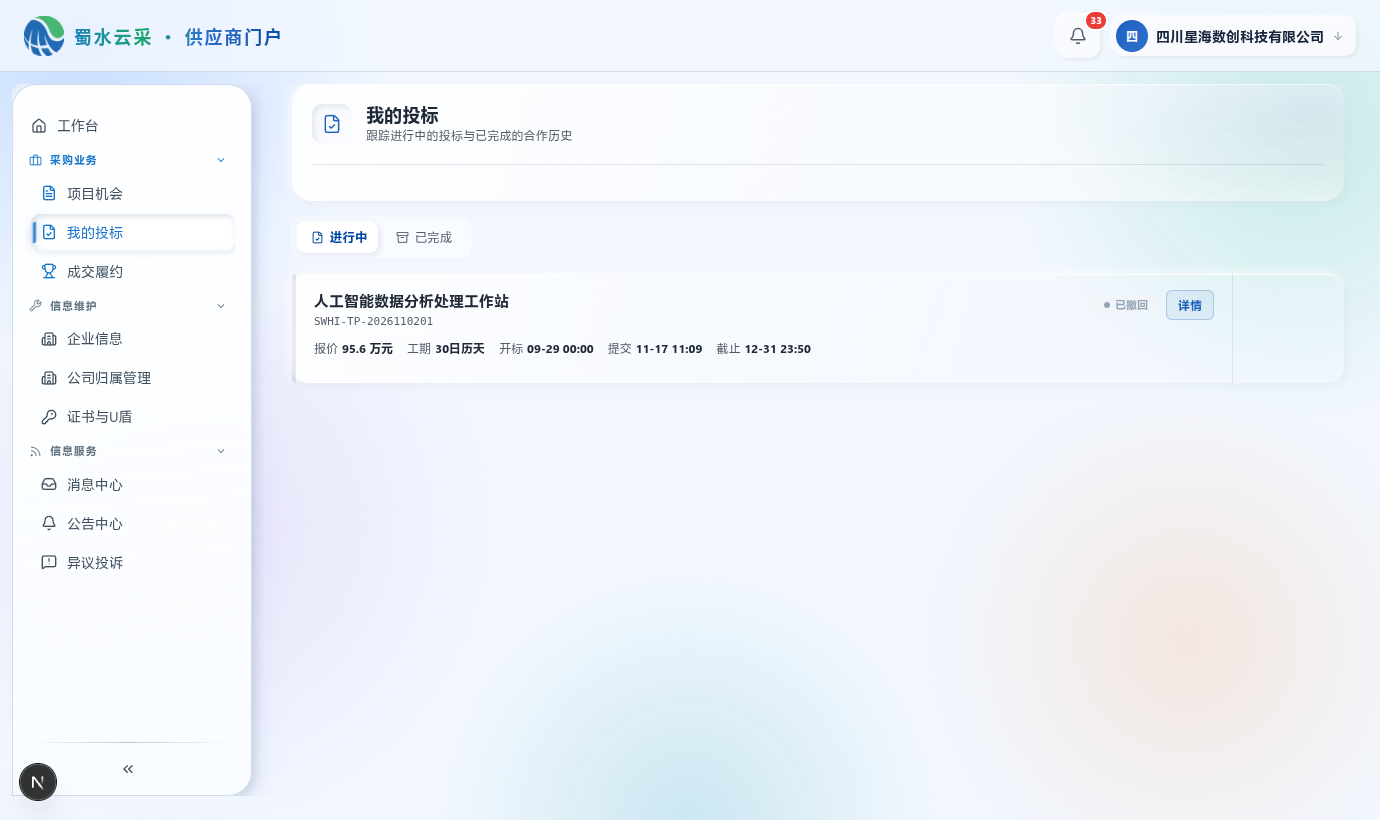 蜀水云采 · 供应商门户
33
四
四川星海数创科技有限公司
工作台
采购业务
项目机会
我的投标
成交履约
信息维护
企业信息
公司归属管理
证书与U盾
信息服务
消息中心
公告中心
异议投诉
N
我的投标
跟踪进行中的投标与已完成的合作历史
进行中
已完成
人工智能数据分析处理工作站
已撤回
详情
SWHI-TP-2026110201
报价 95.6 万元 工期 30日历天 开标 09-29 00:00 提交 11-17 11:09 截止 12-31 23:50